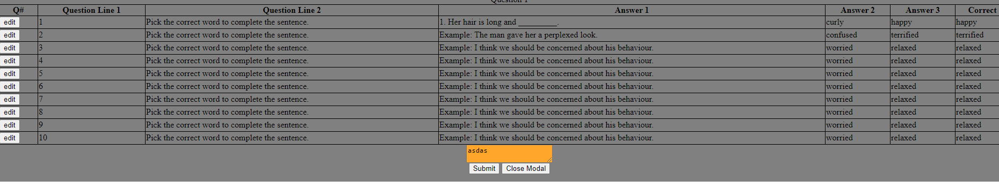 Question 1
Q# Question Line 1 Question Line 2 Answer 1 Answer 2 Answer 3 Correct
edit 1 Pick the correct word to complete the sentence. 1. Her hair is long and _________. curly happy happy
edit 2 Pick the correct word to complete the sentence. Example: The man gave her a perplexed look. confused terrified terrified
edit 3 Pick the correct word to complete the sentence. Example: I think we should be concerned about his behaviour. worried relaxed relaxed
edit 4 Pick the correct word to complete the sentence. Example: I think we should be concerned about his behaviour. worried relaxed relaxed
edit 5 Pick the correct word to complete the sentence. Example: I think we should be concerned about his behaviour. worried relaxed relaxed
edit 6 Pick the correct word to complete the sentence. Example: I think we should be concerned about his behaviour. worried relaxed relaxed
edit 7 Pick the correct word to complete the sentence. Example: I think we should be concerned about his behaviour. worried relaxed relaxed
edit 8 Pick the correct word to complete the sentence. Example: I think we should be concerned about his behaviour. worried relaxed relaxed
edit 9 Pick the correct word to complete the sentence. Example: I think we should be concerned about his behaviour. worried relaxed relaxed
edit 10 Pick the correct word to complete the sentence. Example: I think we should be concerned about his behaviour. worried relaxed relaxed
asdas
Submit Close Modal